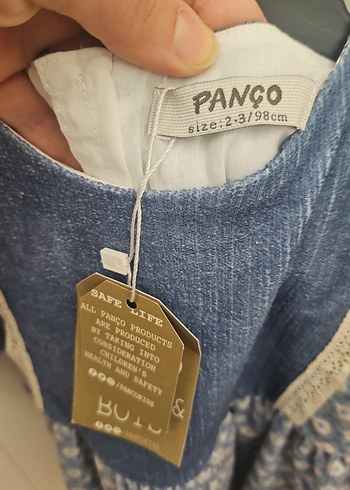 PANÇO
size:2-3/98cm
SAFE LIFE
ALL PANÇO PRODUCTS
ARE PRODUCED
BY TAKING INTO
CONSIDERATION
CHILDREN'S
HEALTH AND SAFETY
/PANCOKIDS
&